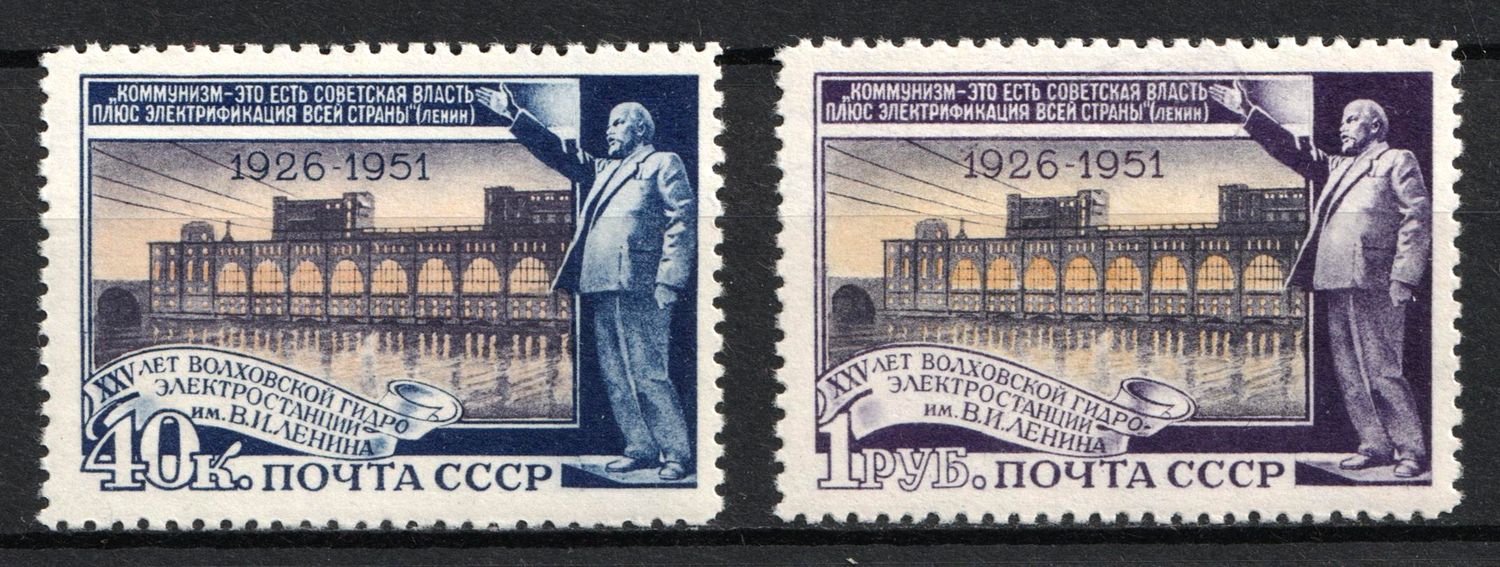 „КОММУНИЗМ-ЭТО ЕСТЬ СОВЕТСКАЯ ВЛАСТЬ
ПЛЮС ЭЛЕКТРИФИКАЦИЯ ВСЕЙ СТРАНЫ" (ЛЕНИН)
1926-1951
XXV ЛЕТ ВОЛХОВСКОЙ ГИДРО-
ЭЛЕКТРОСТАНЦИИ
ИМ. В.И. ЛЕНИНА
40К. ПОЧТА СССР
„КОММУНИЗМ-ЭТО ЕСТЬ СОВЕТСКАЯ ВЛАСТЬ
ПЛЮС ЭЛЕКТРИФИКАЦИЯ ВСЕЙ СТРАНЫ" (ЛЕНИН)
1926-1951
XXV ЛЕТ ВОЛХОВСКОЙ ГИДРО-
ЭЛЕКТРОСТАНЦИИ
ИМ. В.И. ЛЕНИНА
1 РУБ. ПОЧТА СССР